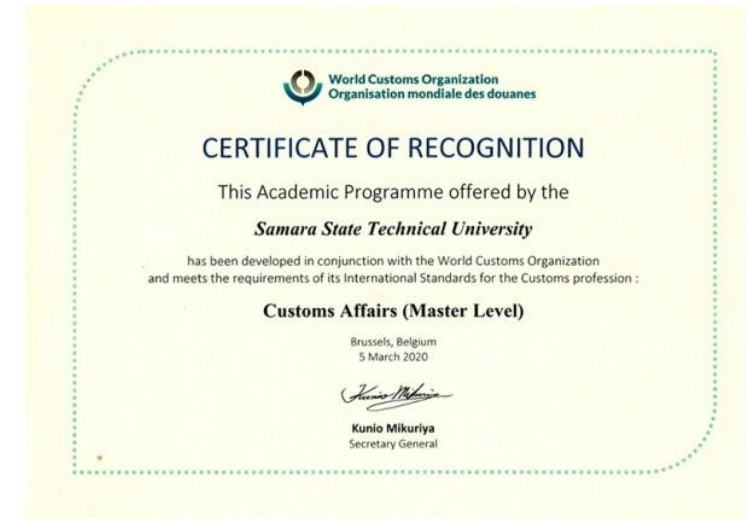 World Customs Organization
Organisation mondiale des douanes
CERTIFICATE OF RECOGNITION
This Academic Programme offered by the
Samara State Technical University
has been developed in conjunction with the World Customs Organization
and meets the requirements of its International Standards for the Customs profession :
Customs Affairs (Master Level)
Brussels, Belgium
5 March 2020
Kunio Mikuriya
Kunio Mikuriya
Secretary General